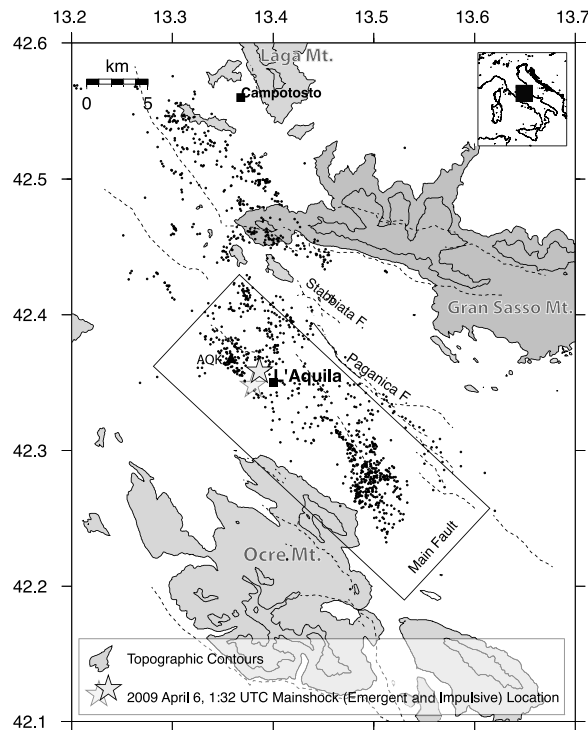 13.2 13.3 13.4 13.5 13.6 13.7
42.6
km
0 5
Laga Mt.
Campotosto
42.5
Stabbiata F.
Gran Sasso Mt.
42.4
AQK
L'Aquila
Paganica F.
42.3
Main Fault
Ocre Mt.
42.2
Topographic Contours
2009 April 6, 1:32 UTC Mainshock (Emergent and Impulsive) Location
42.1